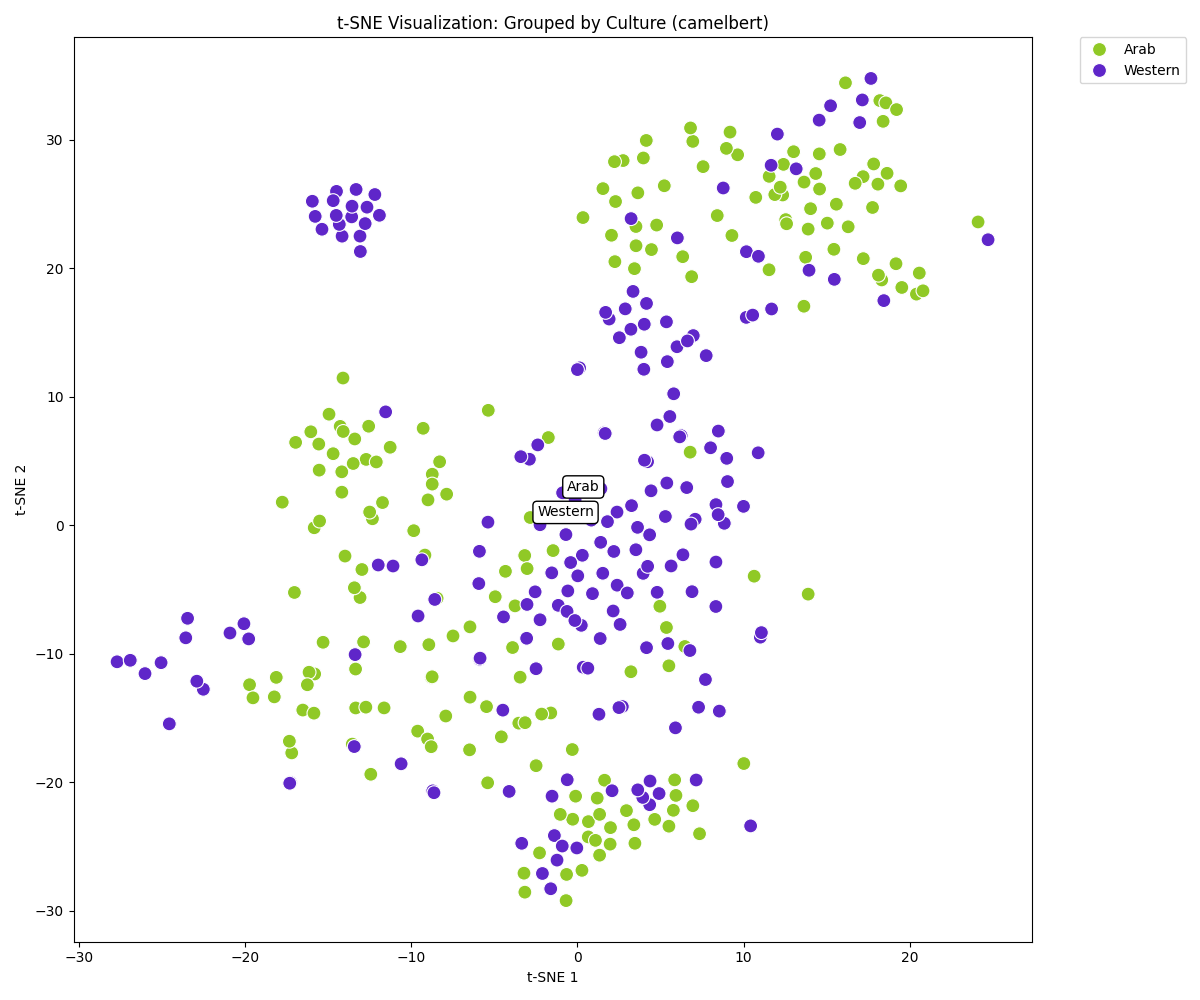 t-SNE Visualization: Grouped by Culture (camelbert)
Arab
Western
30
20
10
0
−10
−20
−30
t-SNE 2
Arab
Western
−30
−20
−10
0
10
20
t-SNE 1